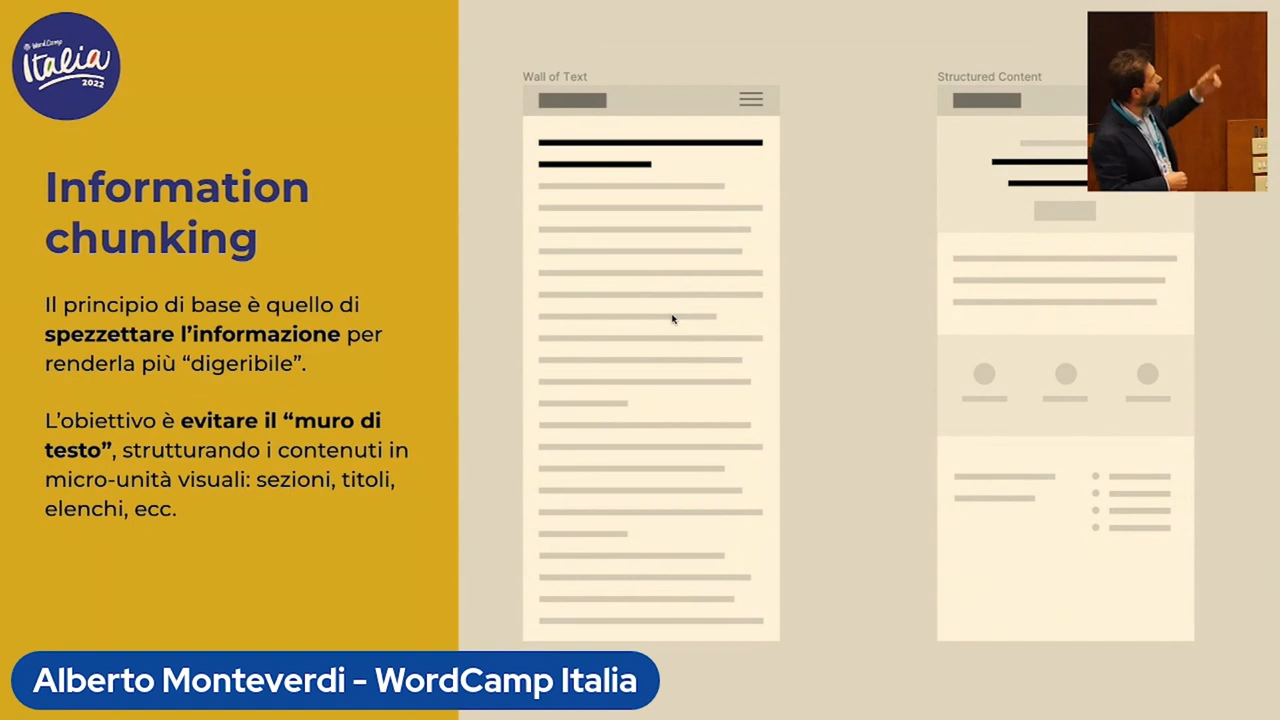 WordCamp
Italia
2022
Information
chunking
Il principio di base è quello di
spezzettare l’informazione per
renderla più “digeribile”.
L’obiettivo è evitare il “muro di
testo”, strutturando i contenuti in
micro-unità visuali: sezioni, titoli,
elenchi, ecc.
Wall of Text
Structured Content
Alberto Monteverdi - WordCamp Italia